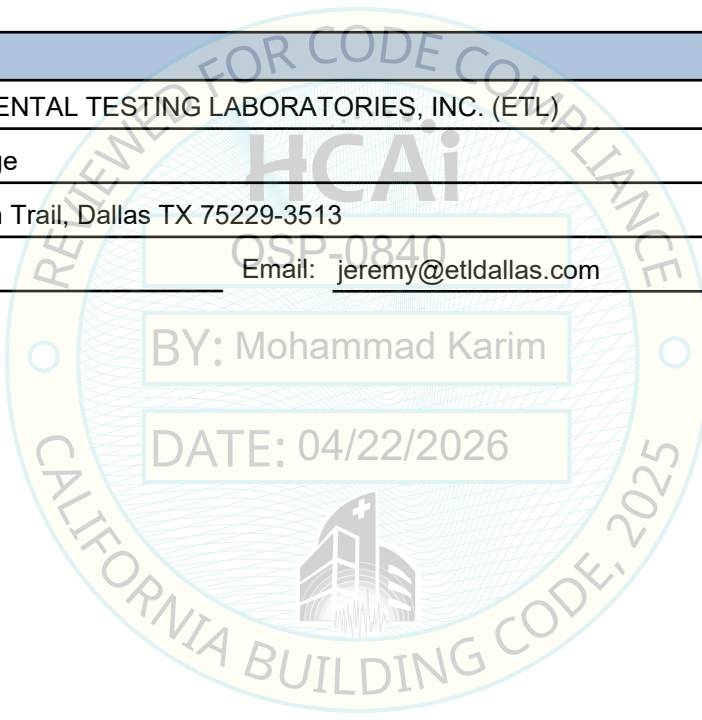 REVIEWED FOR CODE COMPLIANCE
ENTAL TESTING LABORATORIES, INC. (ETL)
HCAi
ge
Trail, Dallas TX 75229-3513
OSP-0840
Email: jeremy@etldallas.com
BY: Mohammad Karim
DATE: 04/22/2026
CALIFORNIA BUILDING CODE, 2025